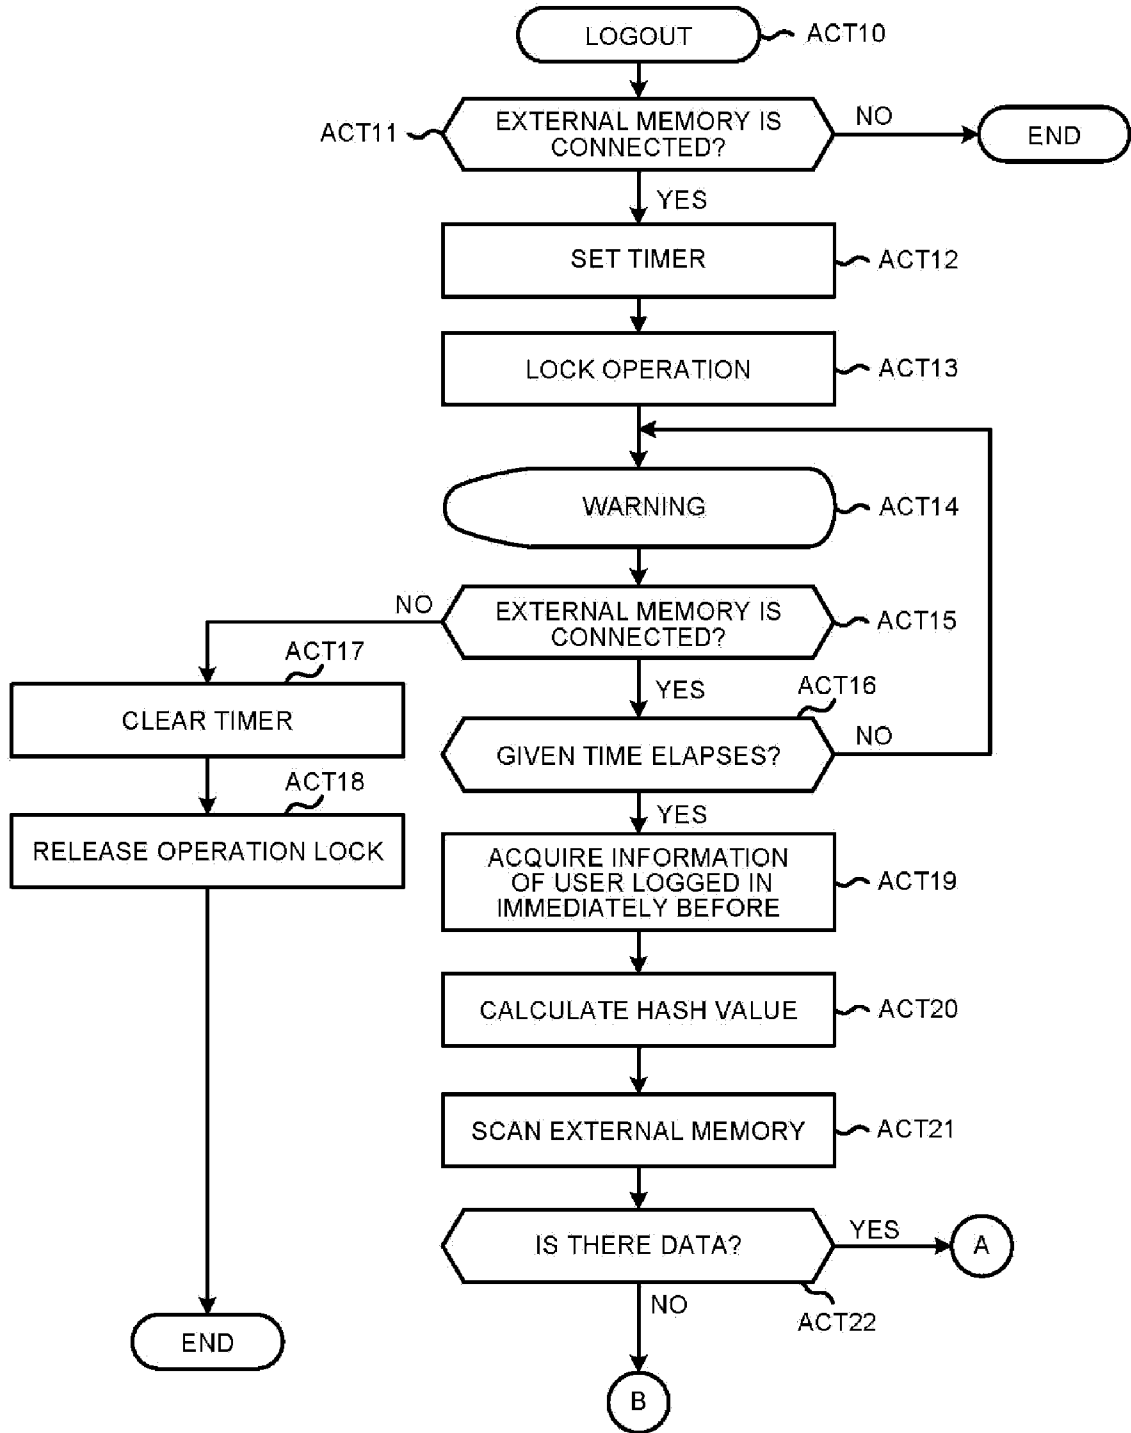 LOGOUT
ACT10
EXTERNAL MEMORY IS
CONNECTED?
ACT11
NO
END
YES
SET TIMER
ACT12
LOCK OPERATION
ACT13
WARNING
ACT14
EXTERNAL MEMORY IS
CONNECTED?
ACT15
NO
ACT17
CLEAR TIMER
ACT18
RELEASE OPERATION LOCK
YES
ACT16
GIVEN TIME ELAPSES?
NO
YES
ACQUIRE INFORMATION
OF USER LOGGED IN
IMMEDIATELY BEFORE
ACT19
CALCULATE HASH VALUE
ACT20
SCAN EXTERNAL MEMORY
ACT21
IS THERE DATA?
YES
A
ACT22
NO
END
B